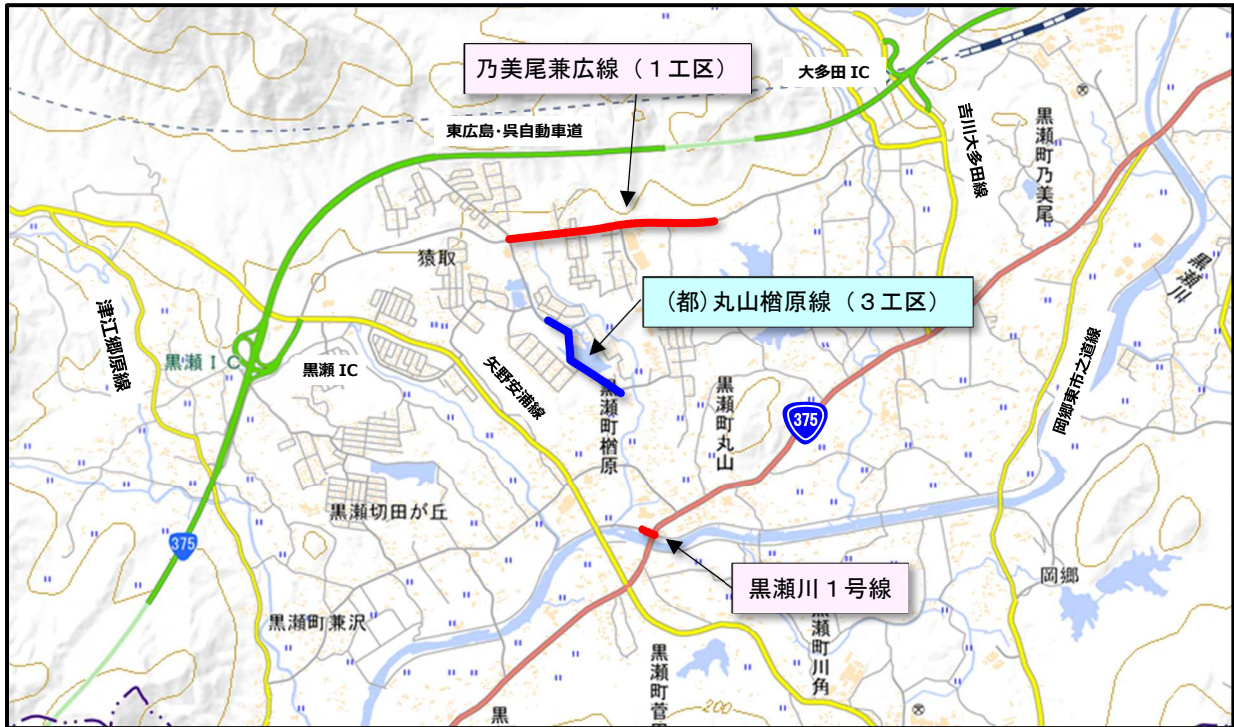 乃美尾兼広線（１工区）
大多田 IC
東広島・呉自動車道
吉川大多田線
黒瀬町乃美尾
猿取
(都)丸山楢原線（３工区）
黒瀬川
津江郷原線
黒瀬ＩＣ
黒瀬 IC
矢野安浦線
黒瀬町楢原
黒瀬町丸山
375
岡郷東市之道線
黒瀬切田が丘
375
黒瀬川１号線
岡郷
黒瀬町兼沢
黒瀬町川角
黒瀬町菅田
200
黒